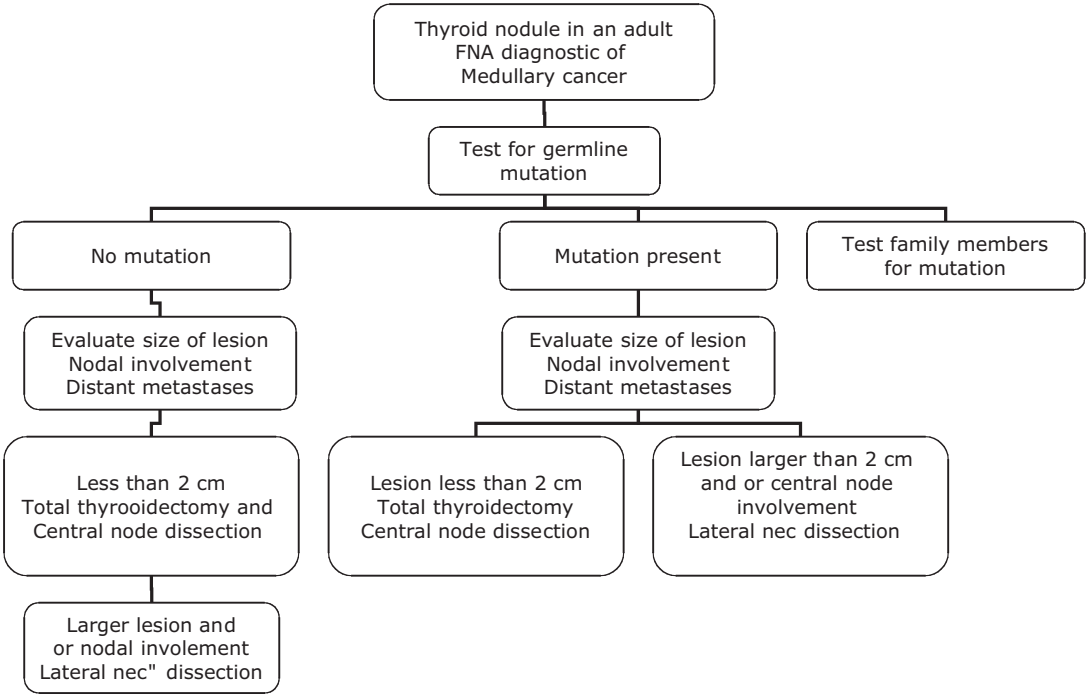 Thyroid nodule in an adult
FNA diagnostic of
Medullary cancer
Test for germline
mutation
No mutation
Mutation present
Test family members
for mutation
Evaluate size of lesion
Nodal involvement
Distant metastases
Evaluate size of lesion
Nodal involvement
Distant metastases
Less than 2 cm
Total thyrooidectomy and
Central node dissection
Lesion less than 2 cm
Total thyroidectomy
Central node dissection
Lesion larger than 2 cm
and or central node
involvement
Lateral nec dissection
Larger lesion and
or nodal involement
Lateral nec" dissection